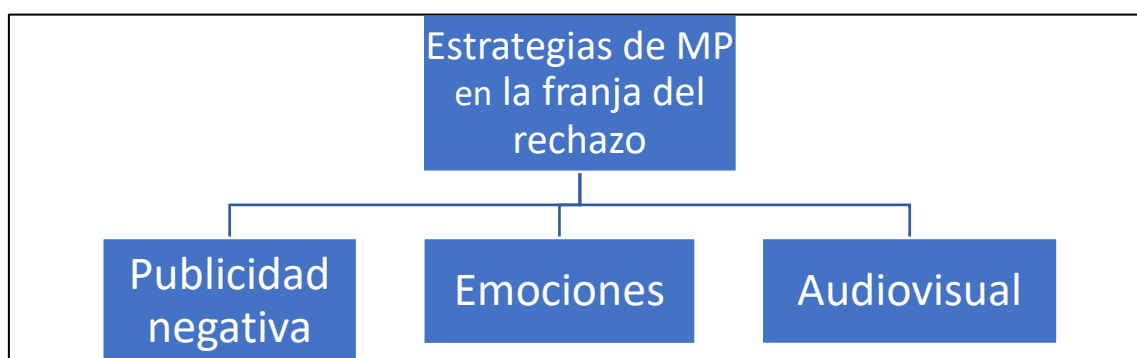 Estrategias de MP
en la franja del
rechazo
Publicidad
negativa
Emociones
Audiovisual